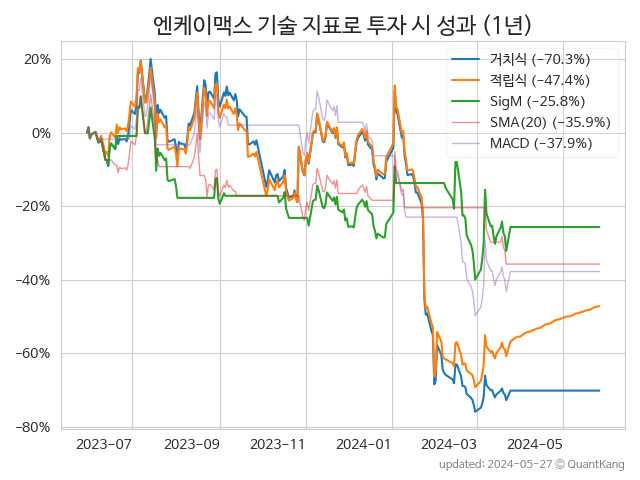 엔케이맥스 기술 지표로 투자 시 성과 (1년)
20%
0%
−20%
−40%
−60%
−80%
거치식 (−70.3%)
적립식 (−47.4%)
SigM (−25.8%)
SMA(20) (−35.9%)
MACD (−37.9%)
2023−07
2023−09
2023−11
2024−01
2024−03
2024−05
updated: 2024-05-27 © QuantKang